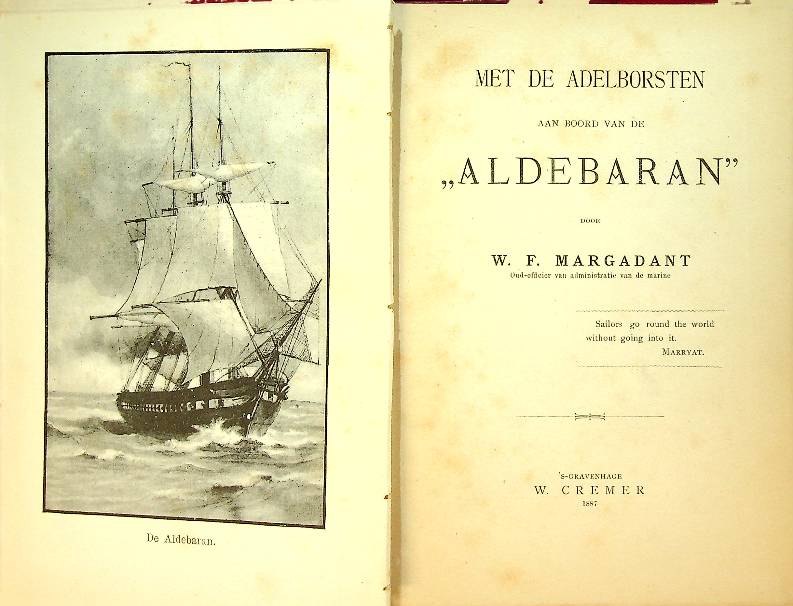 De Aldebaran.
MET DE ADELBORSTEN
AAN BOORD VAN DE
„ALDEBARAN”
DOOR
W. F. MARGADANT
Oud-officier van administratie van de marine
Sailors go round the world
without going into it.
MARRYAT.
'S-GRAVENHAGE
W. CREMER
1887